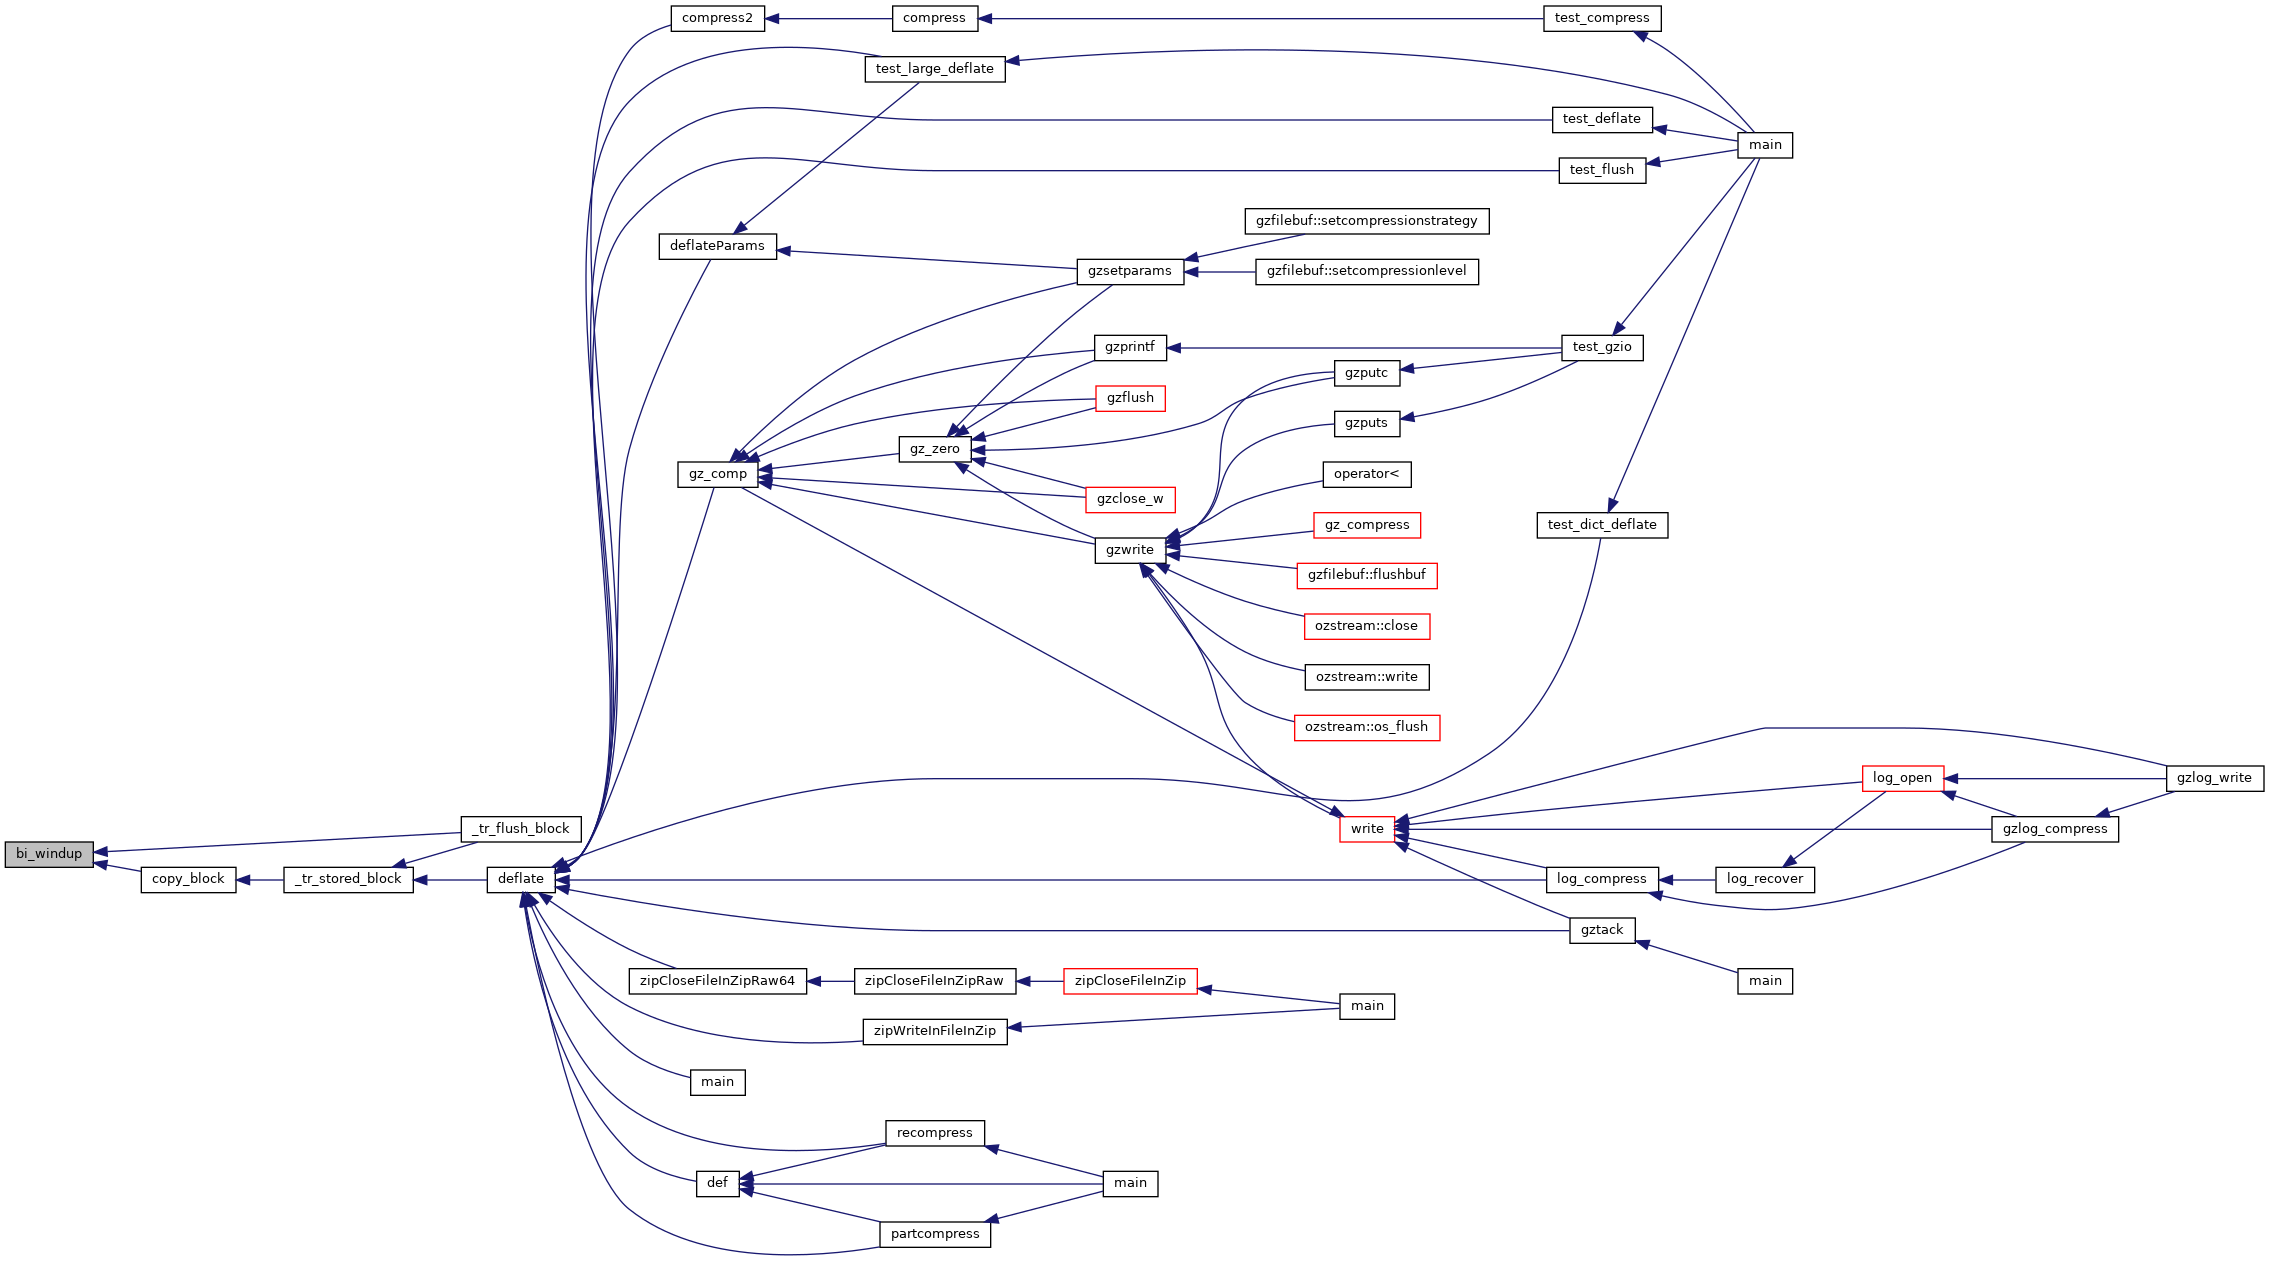 compress2
compress
test_compress
test_large_deflate
test_deflate
main
test_flush
gzfilebuf::setcompressionstrategy
deflateParams
gzsetparams
gzfilebuf::setcompressionlevel
gzprintf
test_gzio
gzputc
gzflush
gzputs
gz_zero
gz_comp
operator<
gzclose_w
gz_compress
test_dict_deflate
gzwrite
gzfilebuf::flushbuf
ozstream::close
ozstream::write
ozstream::os_flush
log_open
gzlog_write
_tr_flush_block
write
gzlog_compress
bi_windup
copy_block
_tr_stored_block
deflate
log_compress
log_recover
gztack
zipCloseFileInZipRaw64
zipCloseFileInZipRaw
zipCloseFileInZip
main
main
zipWriteInFileInZip
main
recompress
def
main
partcompress